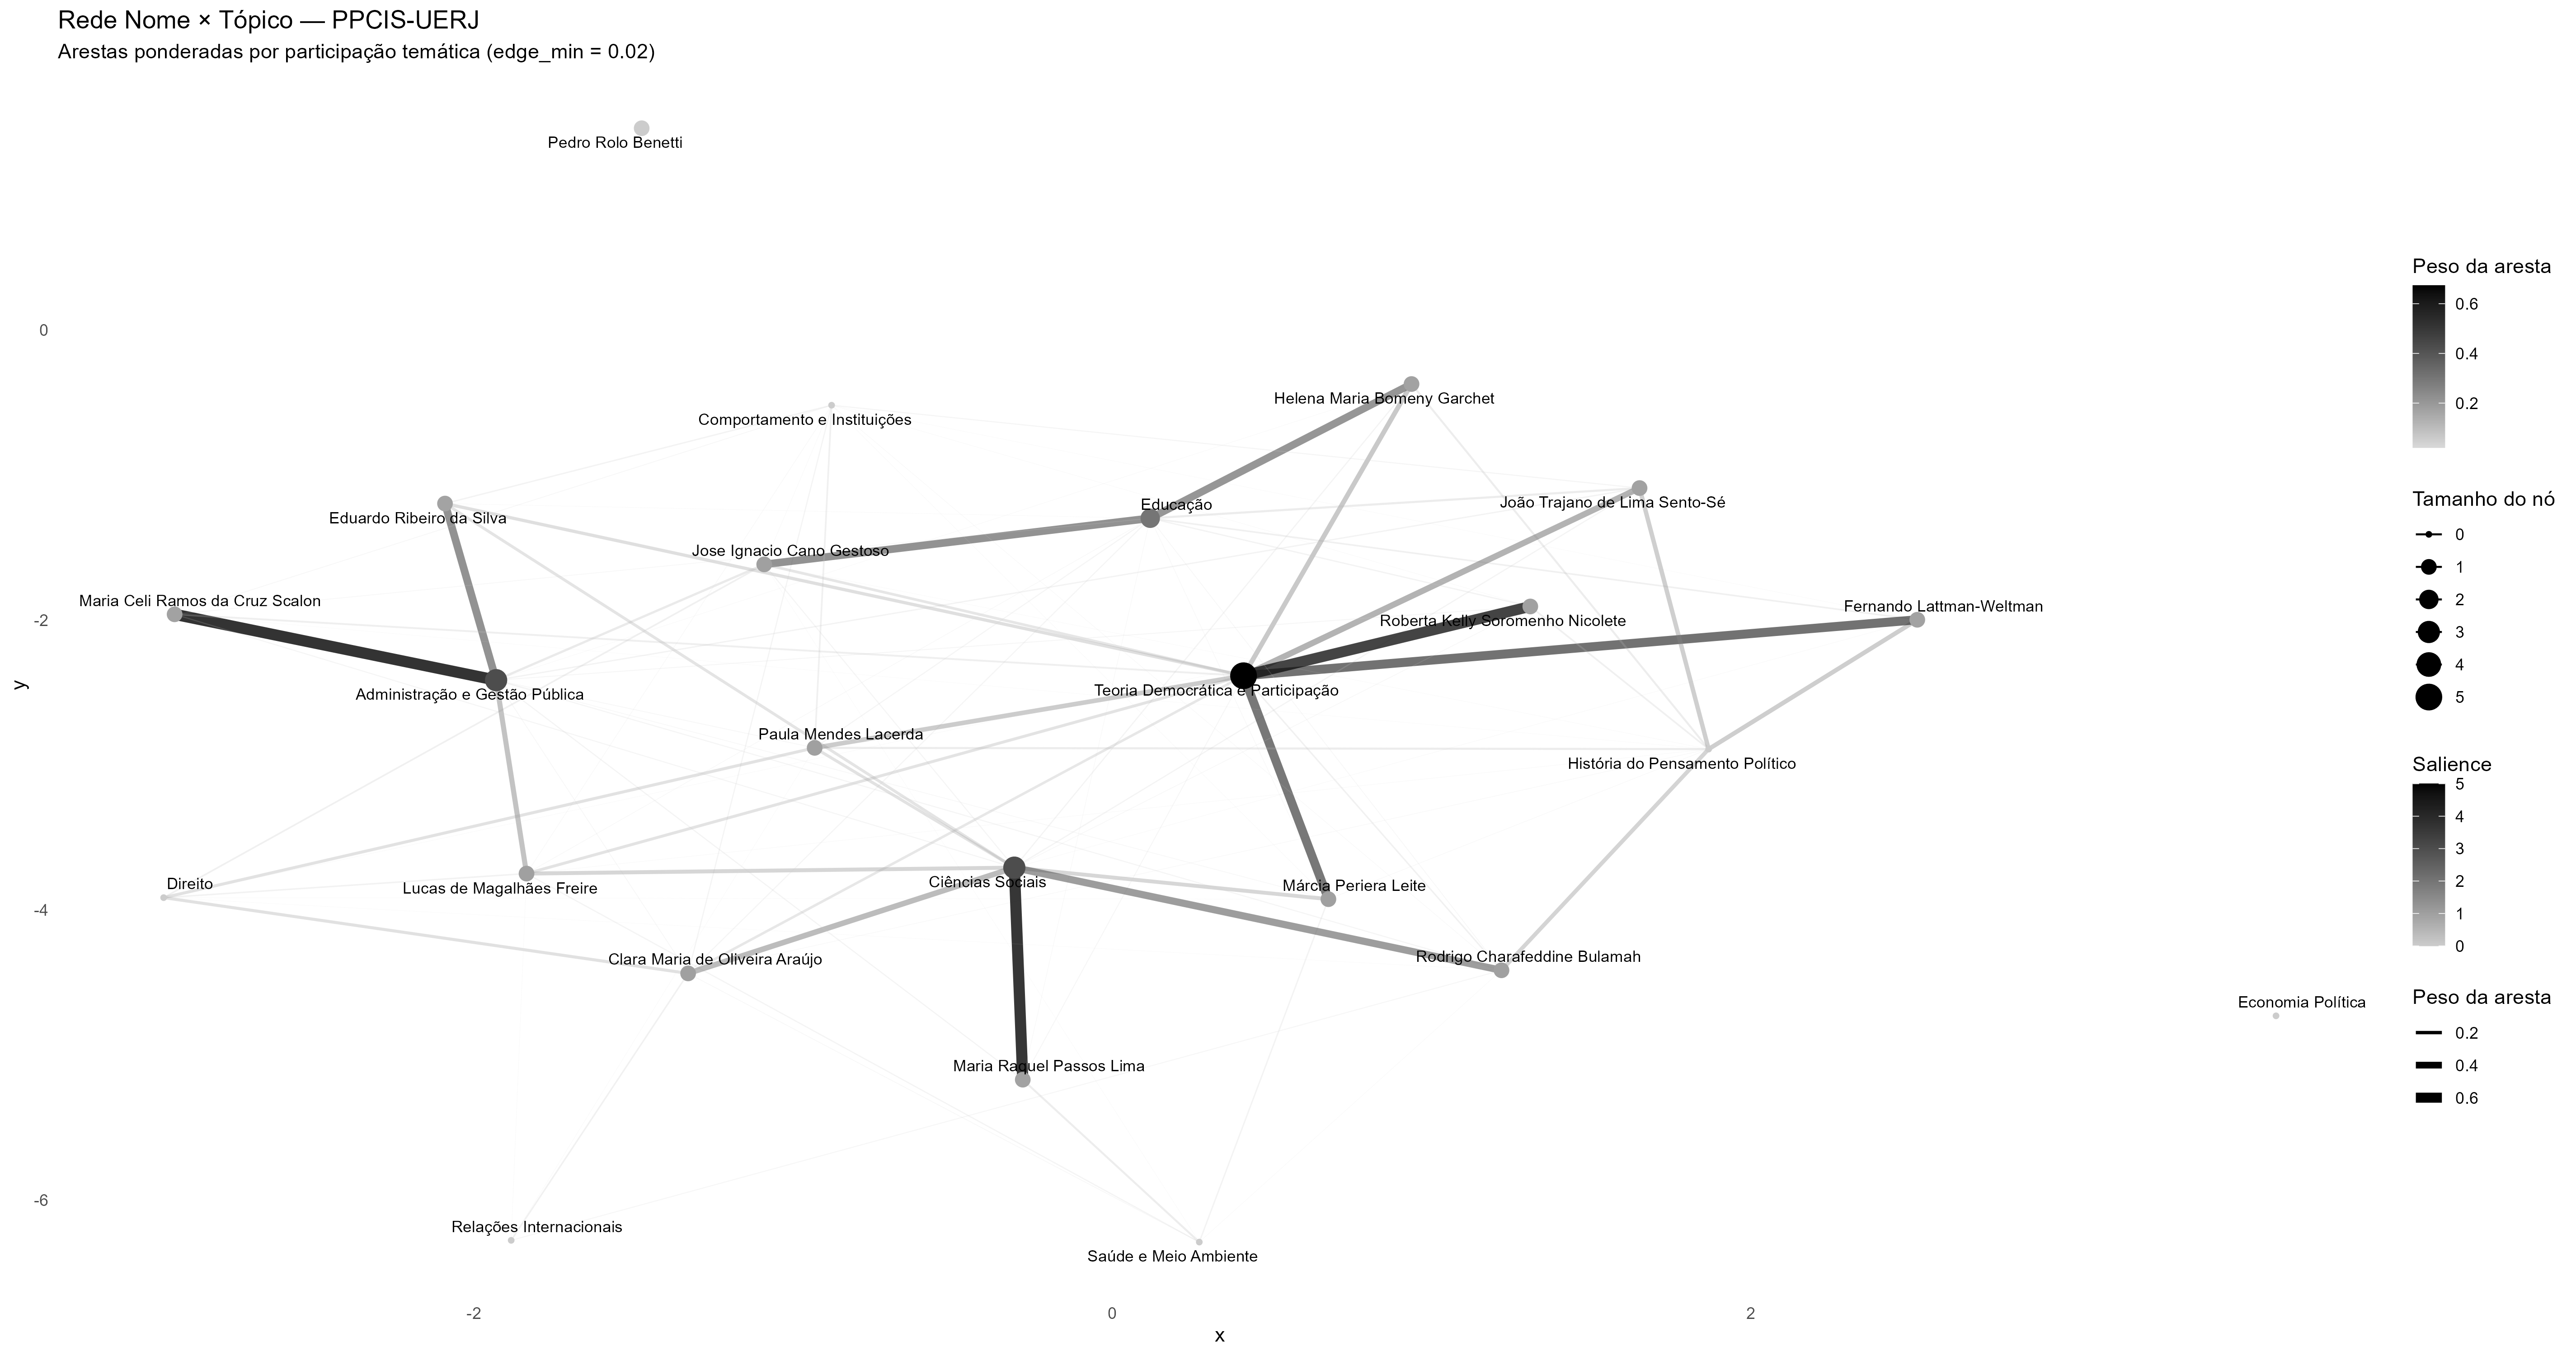 Rede Nome × Tópico — PPCIS-UERJ
Arestas ponderadas por participação temática (edge_min = 0.02)
Pedro Rolo Benetti
Helena Maria Bomeny Garchet
Comportamento e Instituições
João Trajano de Lima Sento-Sé
Educação
Eduardo Ribeiro da Silva
Jose Ignacio Cano Gestoso
Maria Celi Ramos da Cruz Scalon
Fernando Lattman-Weltman
Roberta Kelly Soromenho Nicolete
Teoria Democrática e Participação
Administração e Gestão Pública
Paula Mendes Lacerda
História do Pensamento Político
Direito
Lucas de Magalhães Freire
Ciências Sociais
Márcia Periera Leite
Clara Maria de Oliveira Araújo
Rodrigo Charafeddine Bulamah
Economia Política
Maria Raquel Passos Lima
Relações Internacionais
Saúde e Meio Ambiente
0
-2
-4
-6
y
-2
0
2
x
Peso da aresta
0.6
0.4
0.2
Tamanho do nó
0
1
2
3
4
5
Salience
5
4
3
2
1
0
Peso da aresta
0.2
0.4
0.6